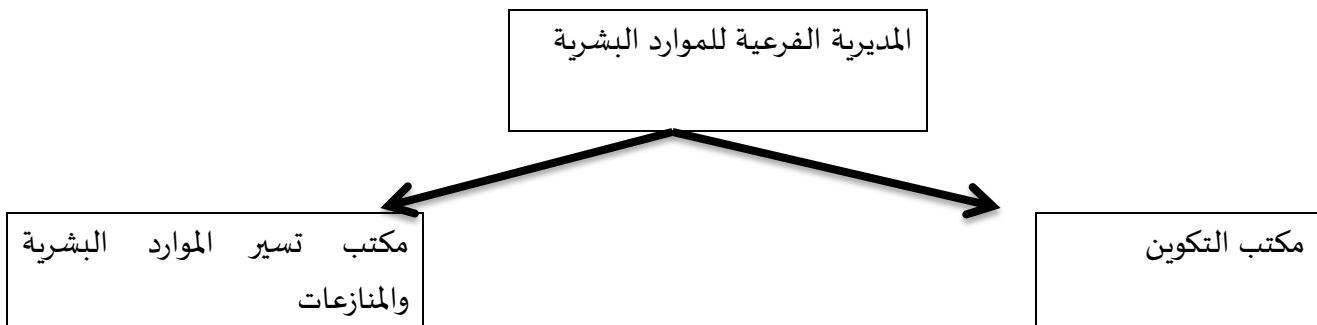 المديرية الفرعية للموارد البشرية
مكتب التكوين
مكتب تسير الموارد البشرية
والمنازعات